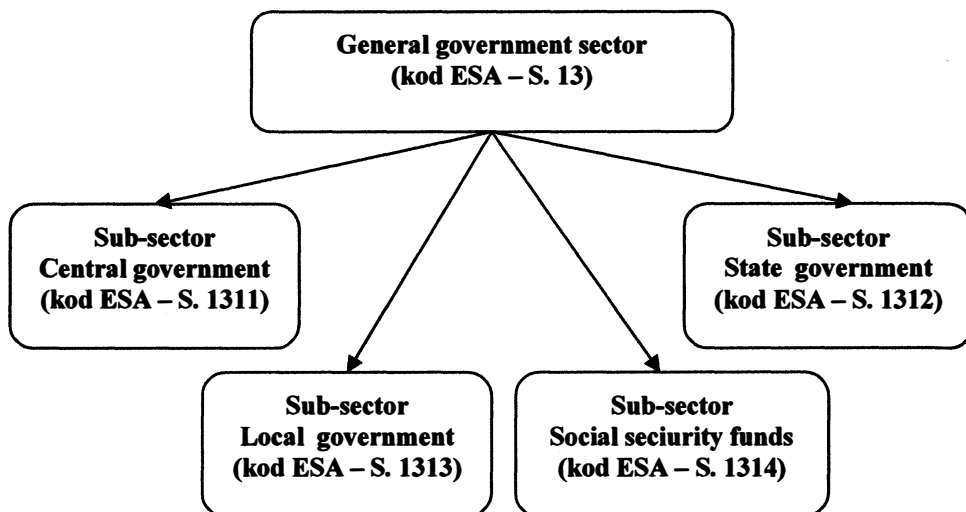 General government sector
(kod ESA – S. 13)
Sub-sector
Central government
(kod ESA – S. 1311)
Sub-sector
State government
(kod ESA – S. 1312)
Sub-sector
Local government
(kod ESA – S. 1313)
Sub-sector
Social seciurity funds
(kod ESA – S. 1314)